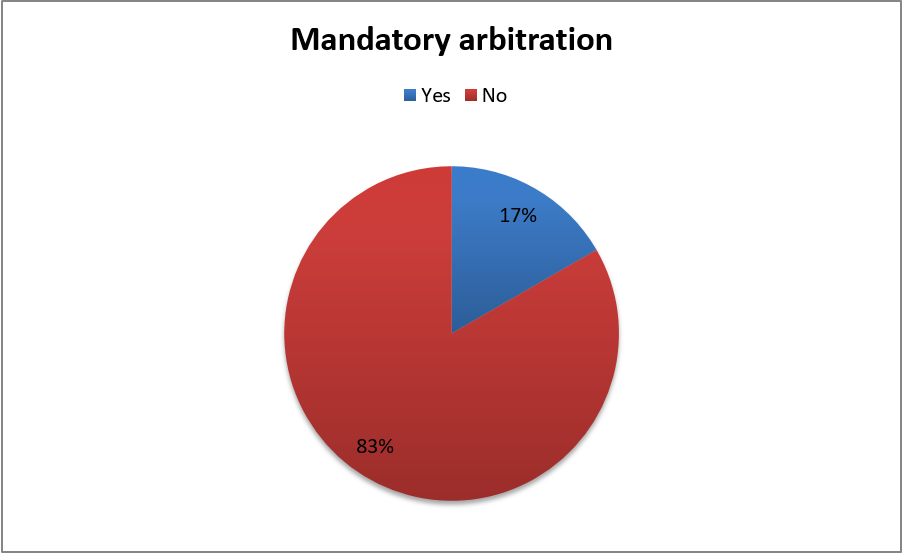 Mandatory arbitration
Yes No
17%
83%